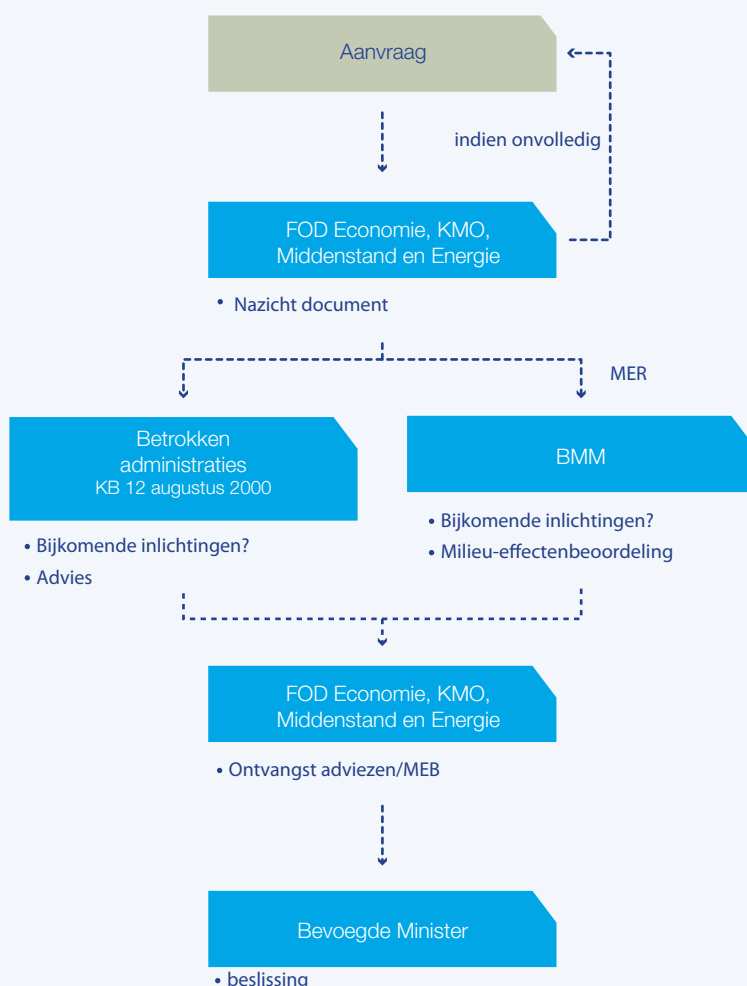 Aanvraag
indien onvolledig
FOD Economie, KMO,
Middenstand en Energie
• Nazicht document
MER
Betrokken
administraties
KB 12 augustus 2000
• Bijkomende inlichtingen?
• Advies
BMM
• Bijkomende inlichtingen?
• Milieu-effectenbeoordeling
FOD Economie, KMO,
Middenstand en Energie
• Ontvangst adviezen/MEB
Bevoegde Minister
• beslissing